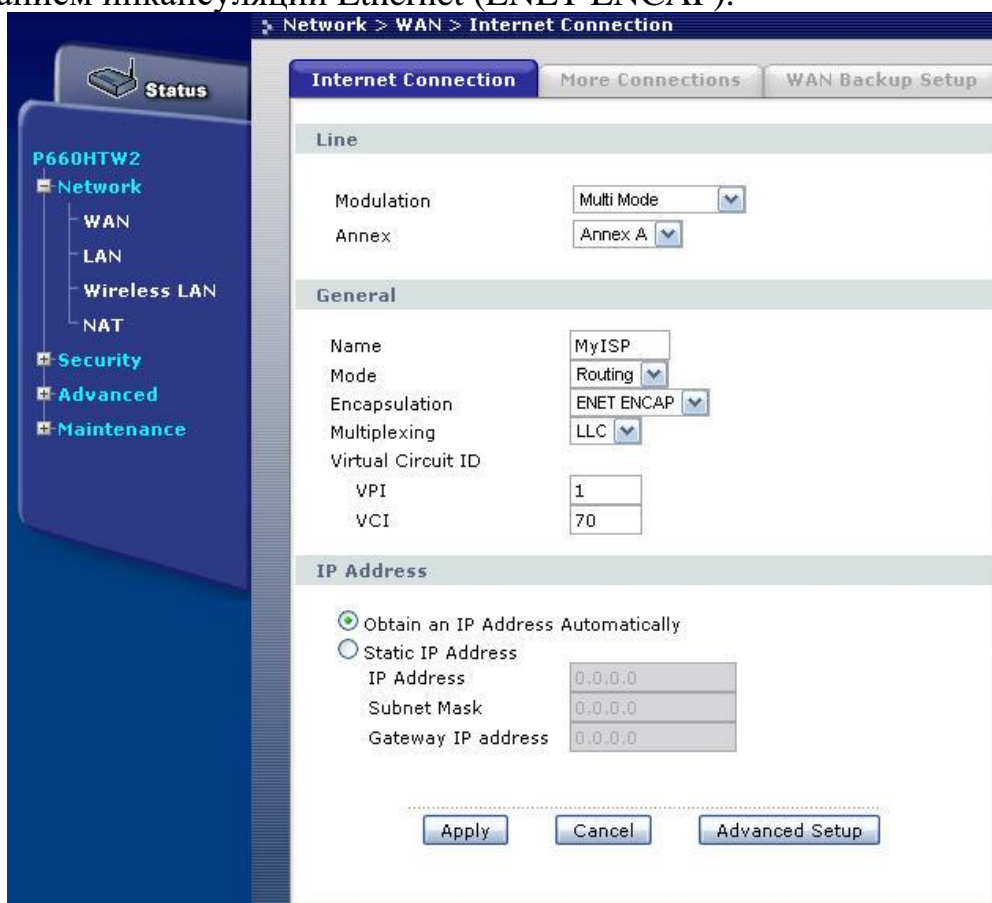 инкапсуляции Ethernet (ENET ENCAP).
Network > WAN > Internet Connection
Status
P660HTW2
Network
WAN
LAN
Wireless LAN
NAT
Security
Advanced
Maintenance
Internet Connection
More Connections
WAN Backup Setup
Line
Modulation Multi Mode
Annex Annex A
General
Name MyISP
Mode Routing
Encapsulation ENET ENCAP
Multiplexing LLC
Virtual Circuit ID
VPI 1
VCI 70
IP Address
Obtain an IP Address Automatically
Static IP Address
IP Address 0.0.0.0
Subnet Mask 0.0.0.0
Gateway IP address 0.0.0.0
Apply
Cancel
Advanced Setup